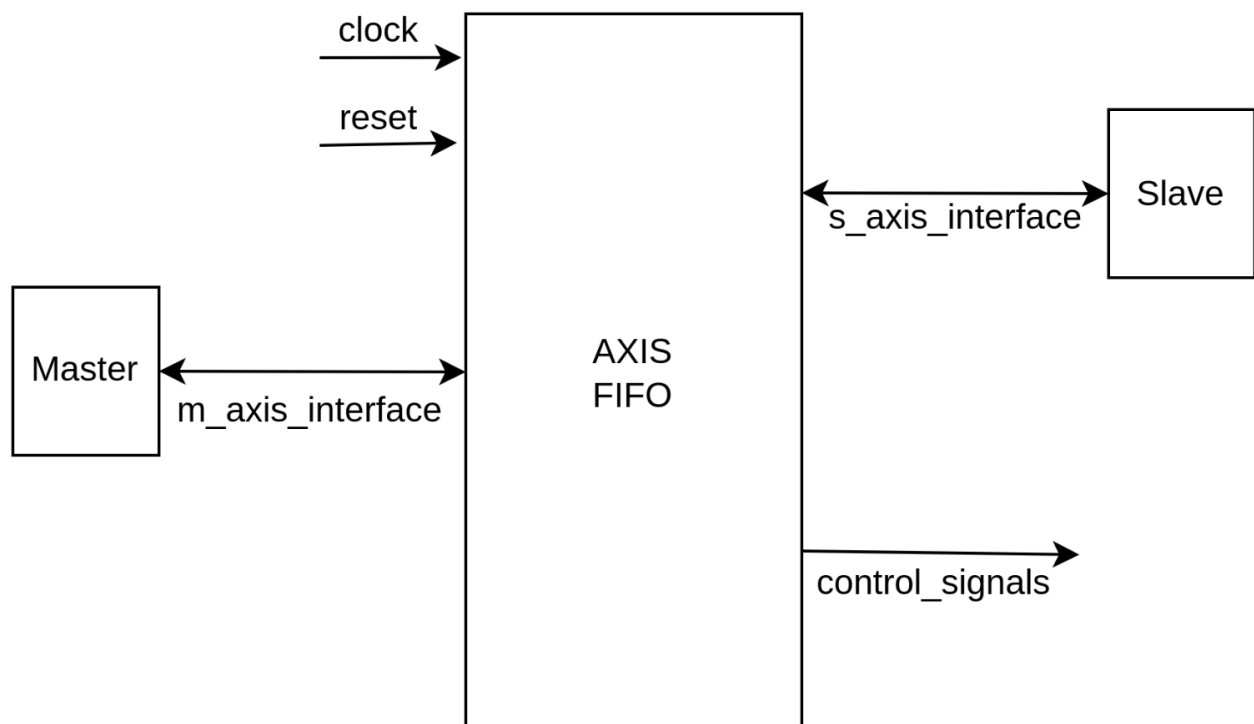 clock
reset
Slave
s_axis_interface
AXIS
FIFO
Master
m_axis_interface
control_signals